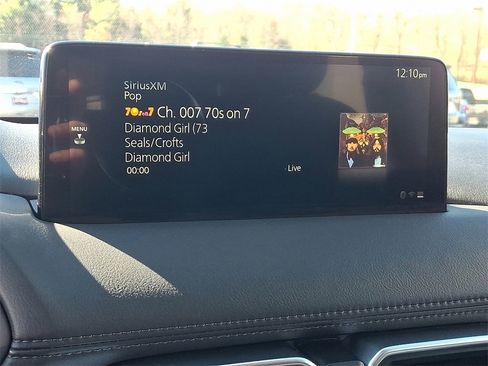 12:10pm
SiriusXM
Pop
70s on 7 Ch. 007 70s on 7
MENU
Diamond Girl (73
Seals/Crofts
Diamond Girl
00:00
Live